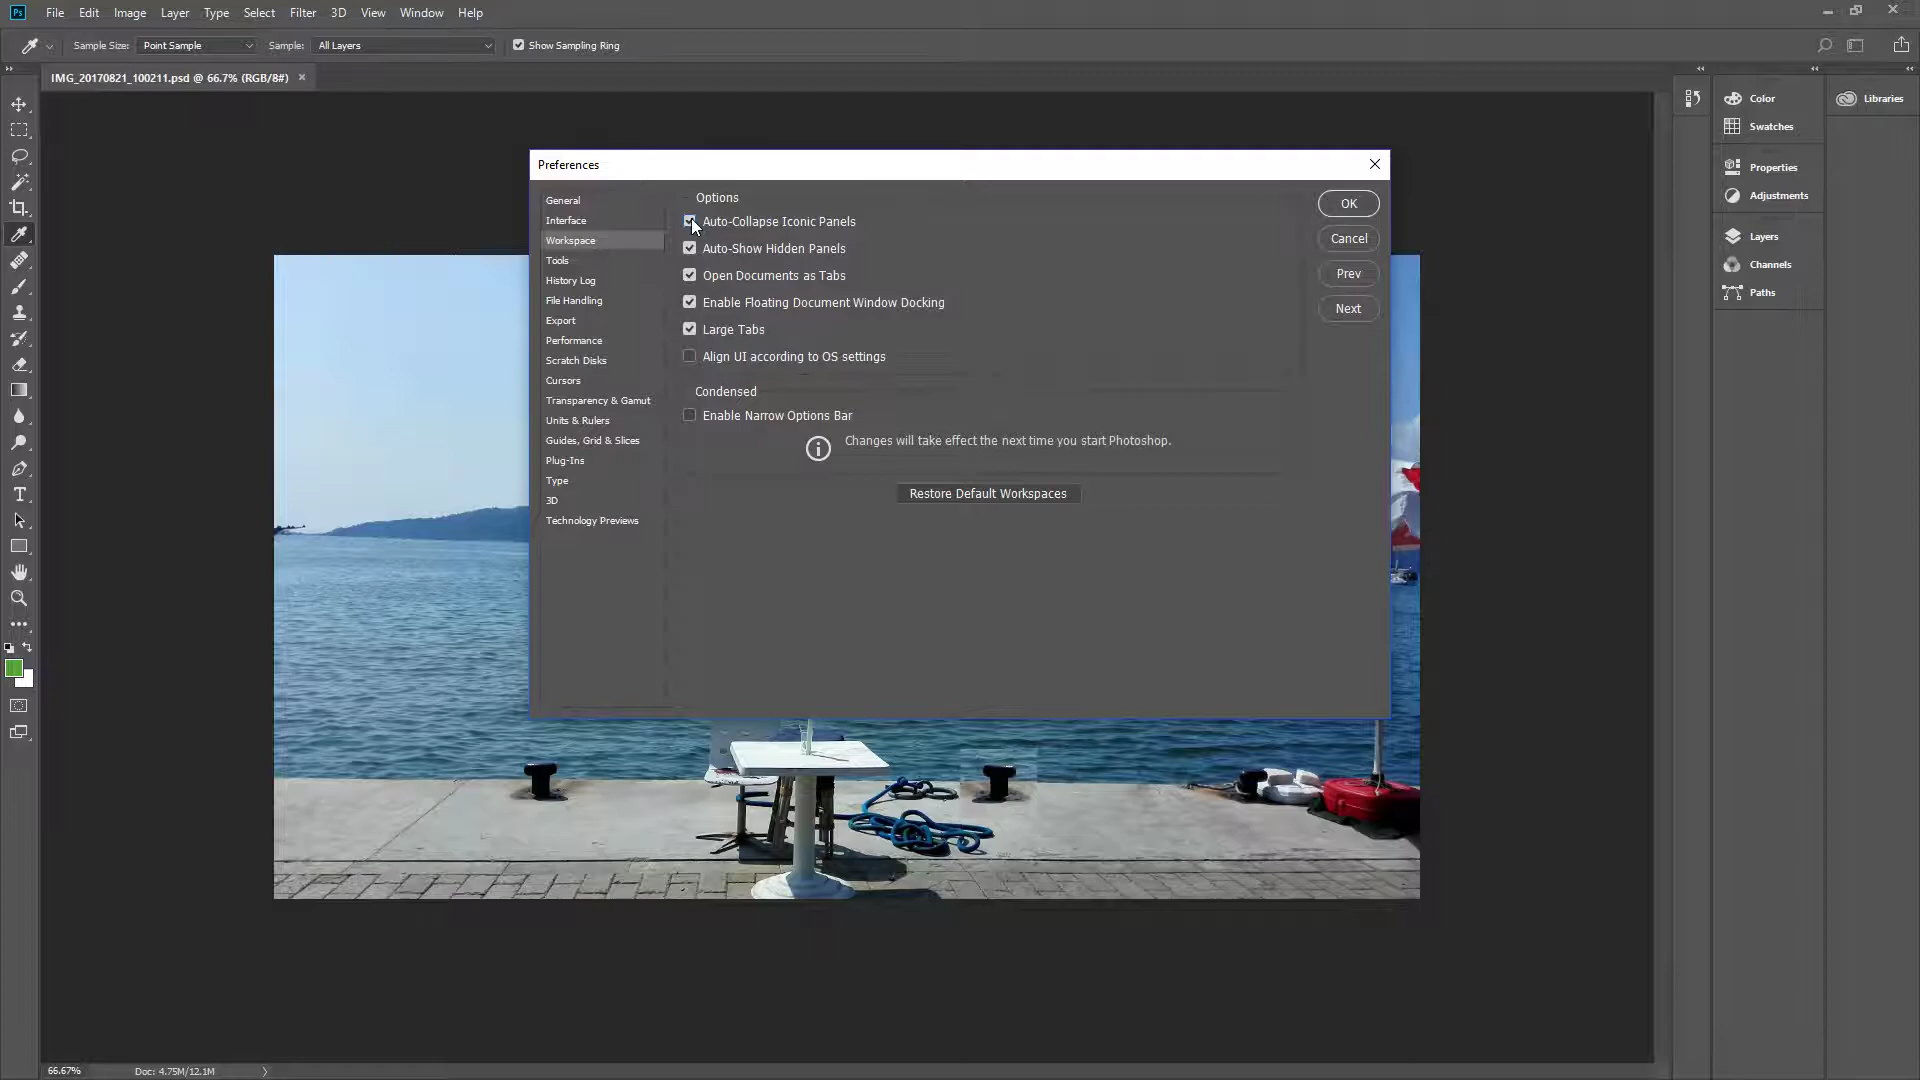 Ps File Edit Image Layer Type Select Filter 3D View Window Help
Sample Size: Point Sample Sample: All Layers Show Sampling Ring
IMG_20170821_100211.psd @ 66.7% (RGB/8#)
Preferences
General
Interface
Workspace
Tools
History Log
File Handling
Export
Performance
Scratch Disks
Cursors
Transparency & Gamut
Units & Rulers
Guides, Grid & Slices
Plug-Ins
Type
3D
Technology Previews
Options
Auto-Collapse Iconic Panels
Auto-Show Hidden Panels
Open Documents as Tabs
Enable Floating Document Window Docking
Large Tabs
Align UI according to OS settings
Condensed
Enable Narrow Options Bar
Changes will take effect the next time you start Photoshop.
Restore Default Workspaces
OK
Cancel
Prev
Next
Color
Swatches
Properties
Adjustments
Layers
Channels
Paths
Libraries
66.67% Doc: 4.75M/12.1M